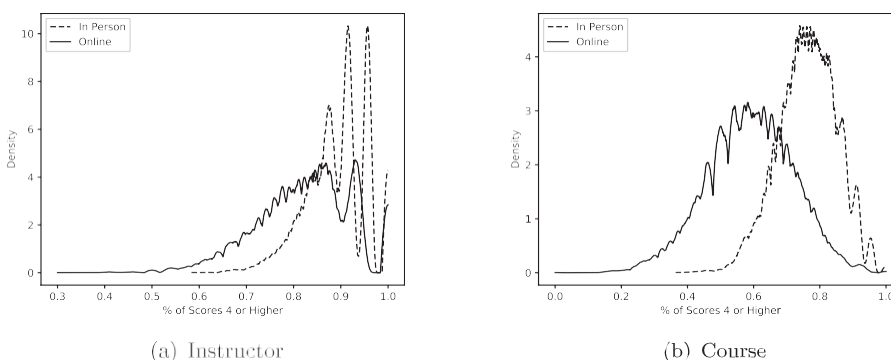 In Person
Online
10
8
6
4
2
0
Density
0.3 0.4 0.5 0.6 0.7 0.8 0.9 1.0
% of Scores 4 or Higher
(a) Instructor
In Person
Online
4
3
2
1
0
Density
0.0 0.2 0.4 0.6 0.8 1.0
% of Scores 4 or Higher
(b) Course